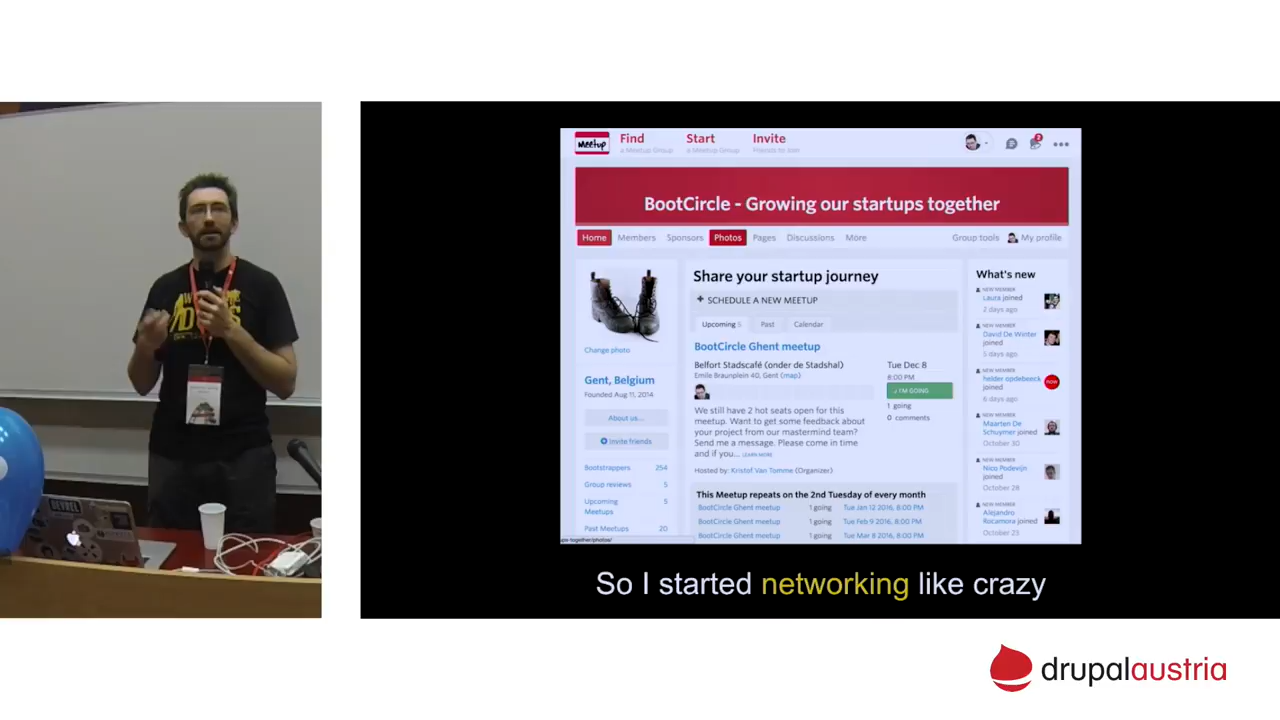 Meetup
Find
a Meetup Group
Start
a Meetup Group
Invite
Friends to Join
2
BootCircle - Growing our startups together
Home
Members
Sponsors
Photos
Pages
Discussions
More
Group tools
My profile
Change photo
Gent, Belgium
Founded Aug 11, 2014
About us...
Invite friends
Bootstrappers 254
Group reviews 5
Upcoming 5
Meetups
Past Meetups 20
ups-together/photos/
Share your startup journey
+ SCHEDULE A NEW MEETUP
Upcoming 5
Past
Calendar
BootCircle Ghent meetup
Belfort Stadscafé (onder de Stadshal)
Emile Braunplein 40, Gent (map)
We still have 2 hot seats open for this
meetup. Want to get some feedback about
your project from our mastermind team?
Send me a message. Please come in time
and if you... LEARN MORE
Hosted by: Kristof Van Tomme (Organizer)
Tue Dec 8
8:00 PM
I'M GOING
1 going
0 comments
This Meetup repeats on the 2nd Tuesday of every month
BootCircle Ghent meetup 1 going Tue Jan 12 2016, 8:00 PM
BootCircle Ghent meetup 1 going Tue Feb 9 2016, 8:00 PM
BootCircle Ghent meetup 1 going Tue Mar 8 2016, 8:00 PM
What's new
NEW MEMBER
Laura joined
2 days ago
NEW MEMBER
David De Winter
joined
5 days ago
NEW MEMBER
helder opdebeeck
joined
now
6 days ago
NEW MEMBER
Maarten De
Schuymer joined
October 30
NEW MEMBER
Nico Podevijn
joined
October 28
NEW MEMBER
Alejandro
Rocamora joined
October 25
So I started networking like crazy
drupalaustria